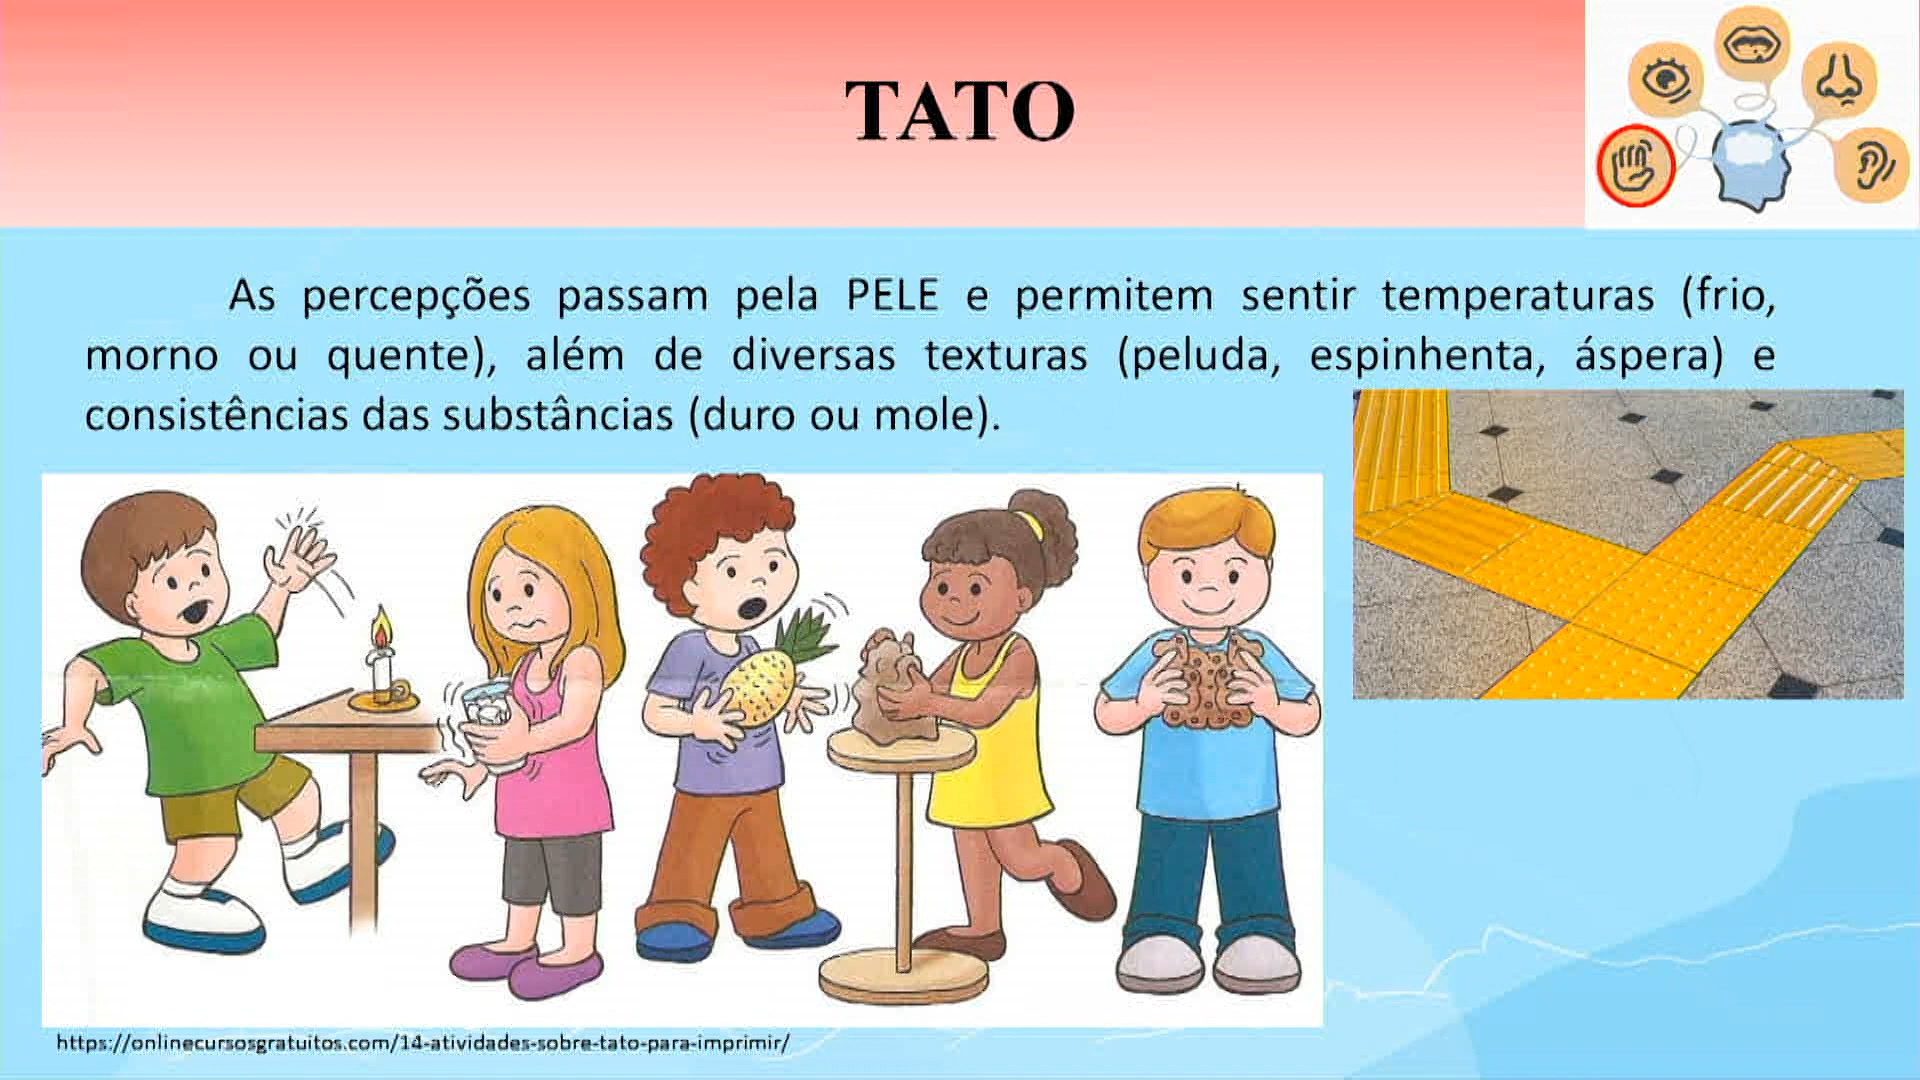 TATO
As percepções passam pela PELE e permitem sentir temperaturas (frio,
morno ou quente), além de diversas texturas (peluda, espinhenta, áspera) e
consistências das substâncias (duro ou mole).
https://onlinecursosgratuitos.com/14-atividades-sobre-tato-para-imprimir/